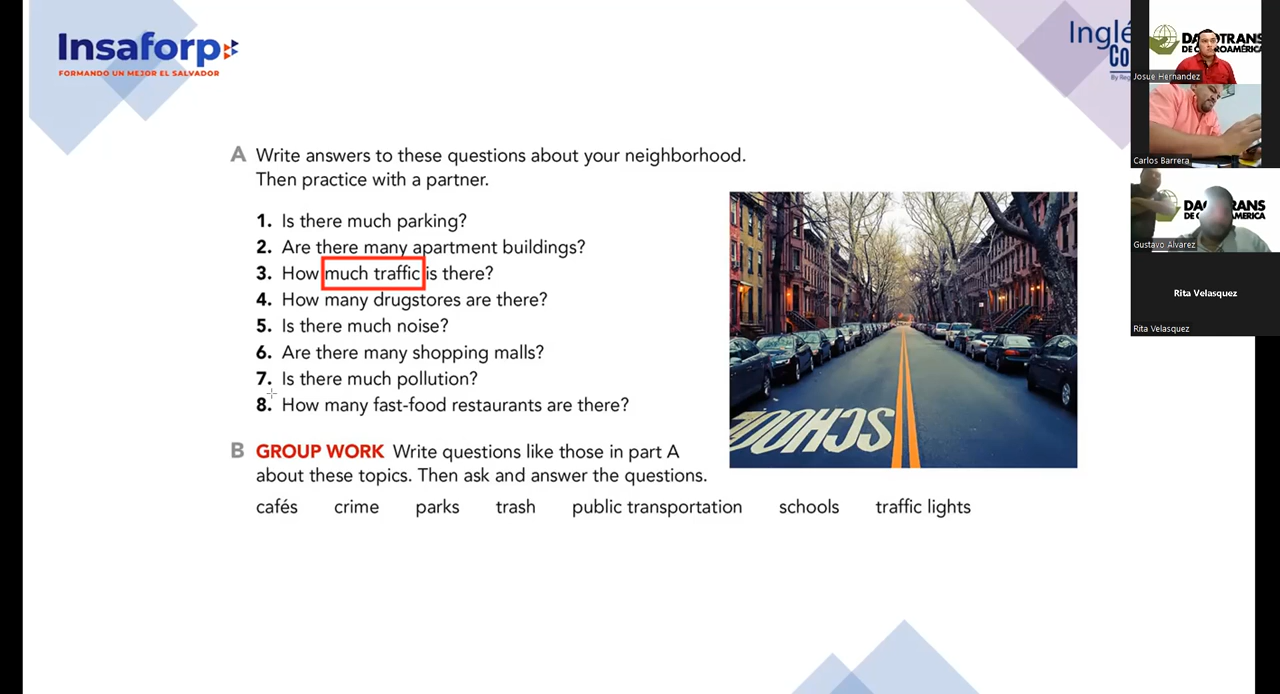 Insaforp
FORMANDO UN MEJOR EL SALVADOR
Inglé
CO
By Reg
A Write answers to these questions about your neighborhood.
Then practice with a partner.
1. Is there much parking?
2. Are there many apartment buildings?
3. How much traffic is there?
4. How many drugstores are there?
5. Is there much noise?
6. Are there many shopping malls?
7. Is there much pollution?
8. How many fast-food restaurants are there?
SCHOOL
B GROUP WORK Write questions like those in part A
about these topics. Then ask and answer the questions.
cafés crime parks trash public transportation schools traffic lights
Josue Hernandez
Carlos Barrera
Gustavo Alvarez
Rita Velasquez
Rita Velasquez